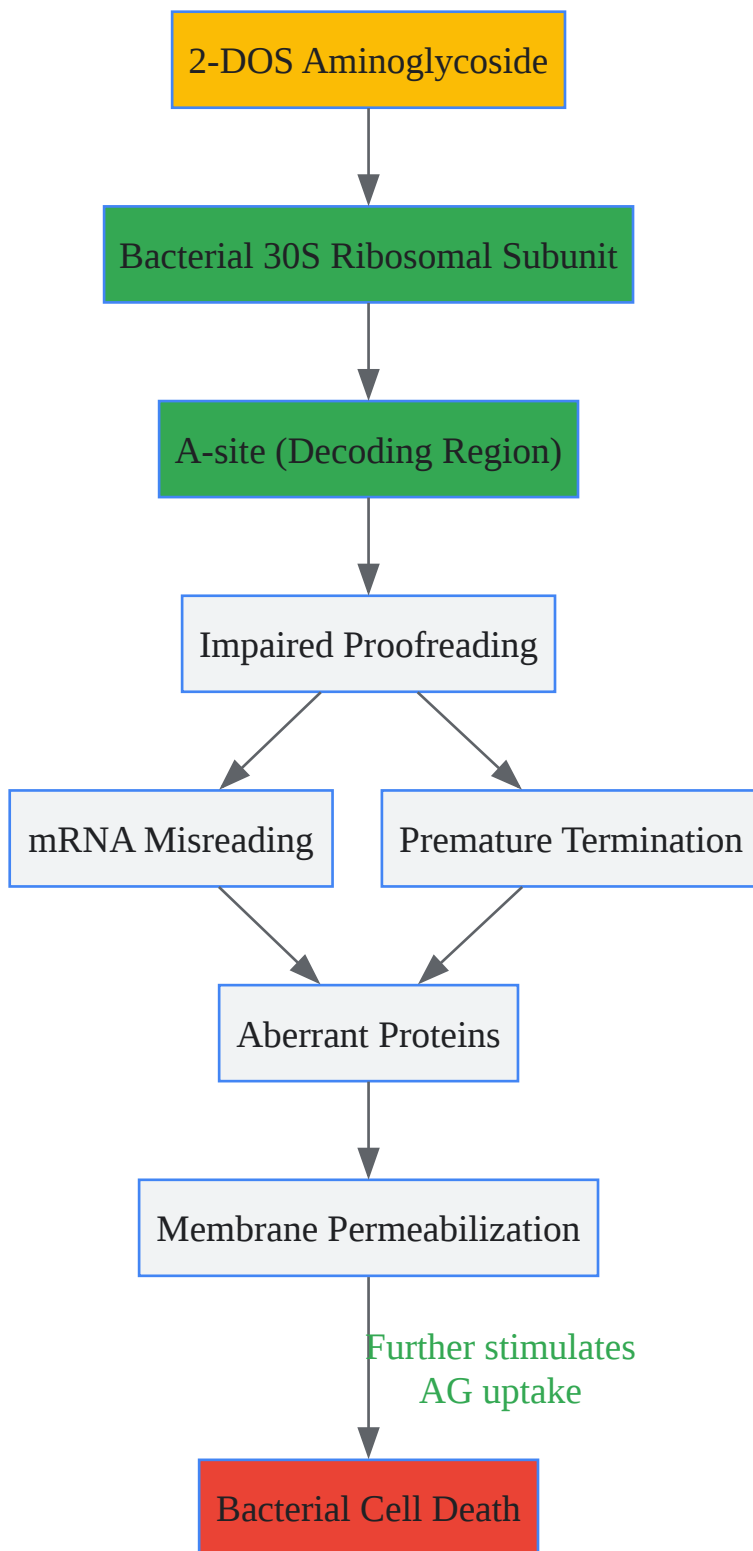 2-DOS Aminoglycoside
Bacterial 30S Ribosomal Subunit
A-site (Decoding Region)
Impaired Proofreading
mRNA Misreading
Premature Termination
Aberrant Proteins
Membrane Permeabilization
Further stimulates
AG uptake
Bacterial Cell Death